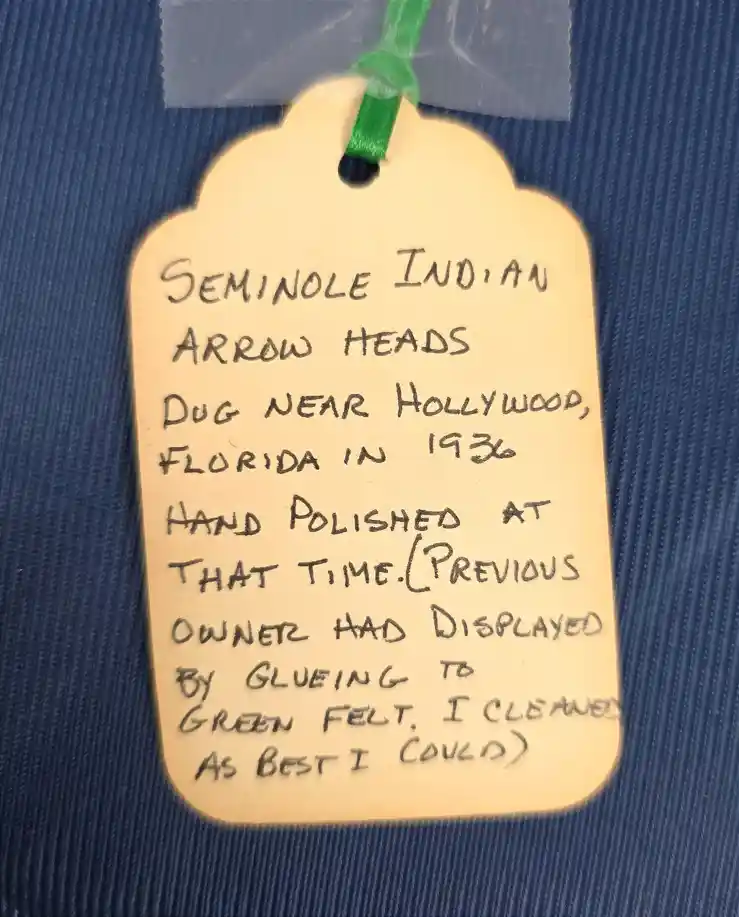 SEMINOLE INDIAN
ARROW HEADS
DUG NEAR HOLLYWOOD,
FLORIDA IN 1936
HAND POLISHED AT
THAT TIME. (PREVIOUS
OWNER HAD DISPLAYED
BY GLUEING TO
GREEN FELT. I CLEANED
AS BEST I COULD)